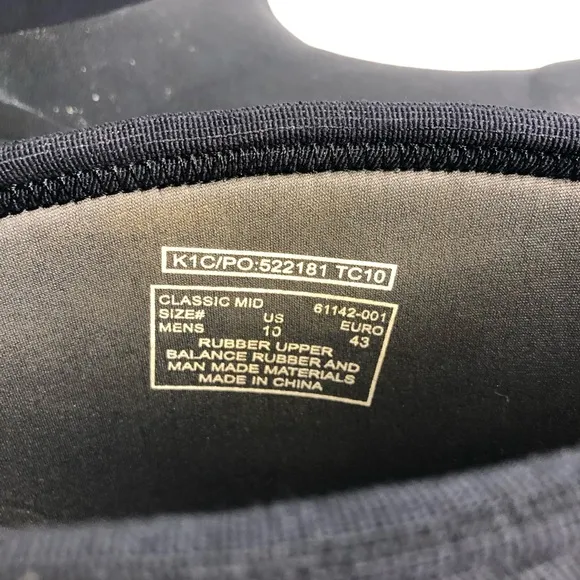 K1C/PO:522181 TC10
CLASSIC MID 61142-001
SIZE# US EURO
MENS 10 43
RUBBER UPPER
BALANCE RUBBER AND
MAN MADE MATERIALS
MADE IN CHINA